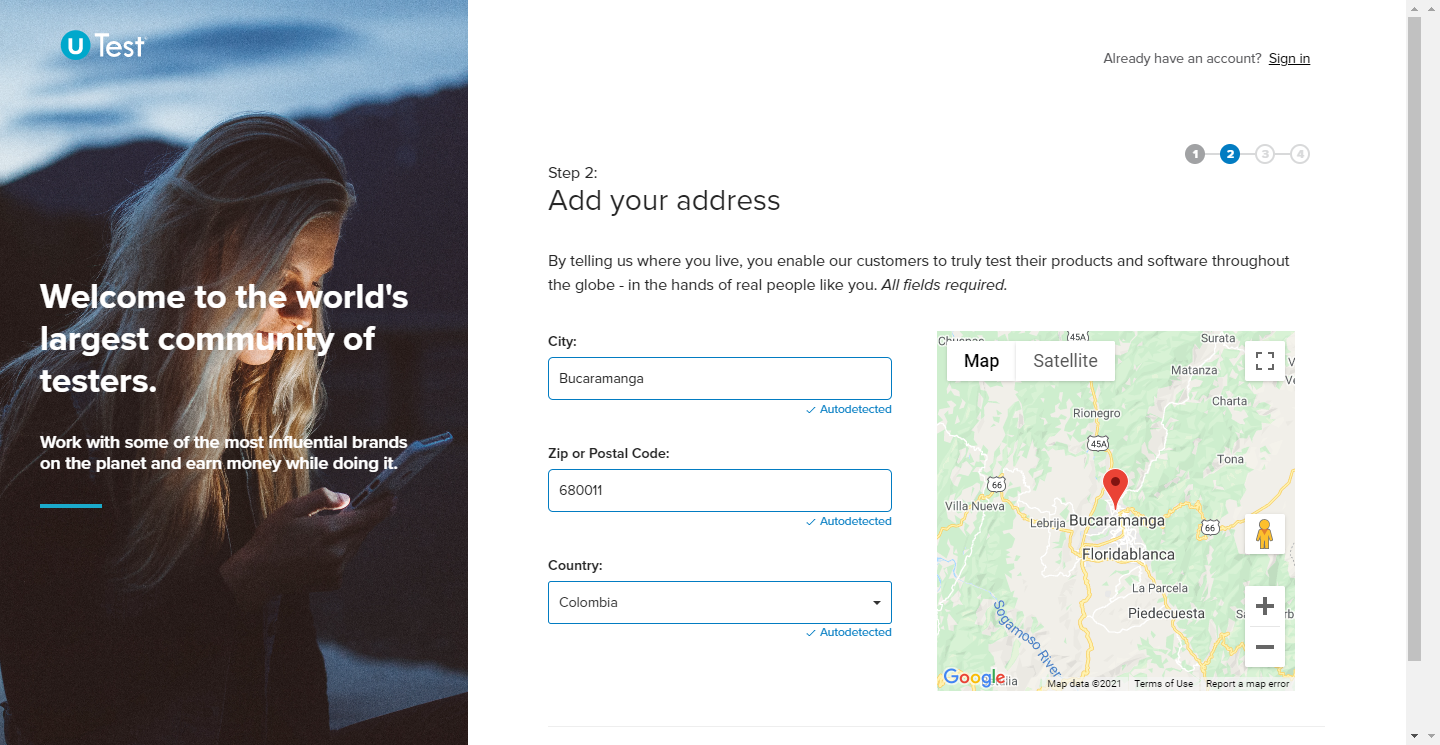 U Test
Already have an account? Sign in
1 2 3 4
Step 2:
Add your address
Welcome to the world's
largest community of
testers.
Work with some of the most influential brands
on the planet and earn money while doing it.
By telling us where you live, you enable our customers to truly test their products and software throughout
the globe - in the hands of real people like you. All fields required.
City:
Bucaramanga
Autodetected
Zip or Postal Code:
680011
Autodetected
Country:
Colombia
Autodetected
Map Satellite
45A
Surata
Matanza
Charta
Rionegro
45A
Tona
66
Villa Nueva
Lebrija
Bucaramanga
66
Floridablanca
La Parcela
Piedecuesta
Sogamoso River
Google
Map data ©2021 Terms of Use Report a map error